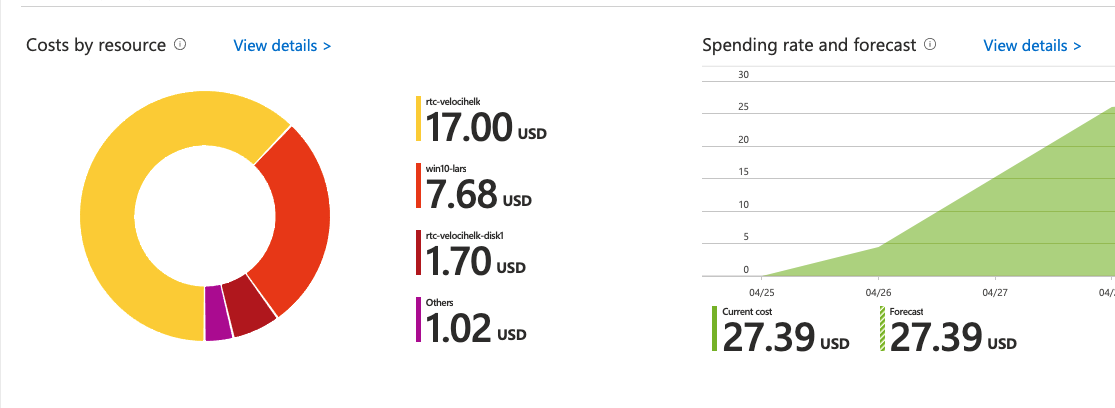 Costs by resource
View details >
rtc-velocihelk
17.00 USD
win10-lars
7.68 USD
rtc-velocihelk-disk1
1.70 USD
Others
1.02 USD
Spending rate and forecast
View details >
30
25
20
15
10
5
0
04/25
04/26
04/27
Current cost
27.39 USD
Forecast
27.39 USD